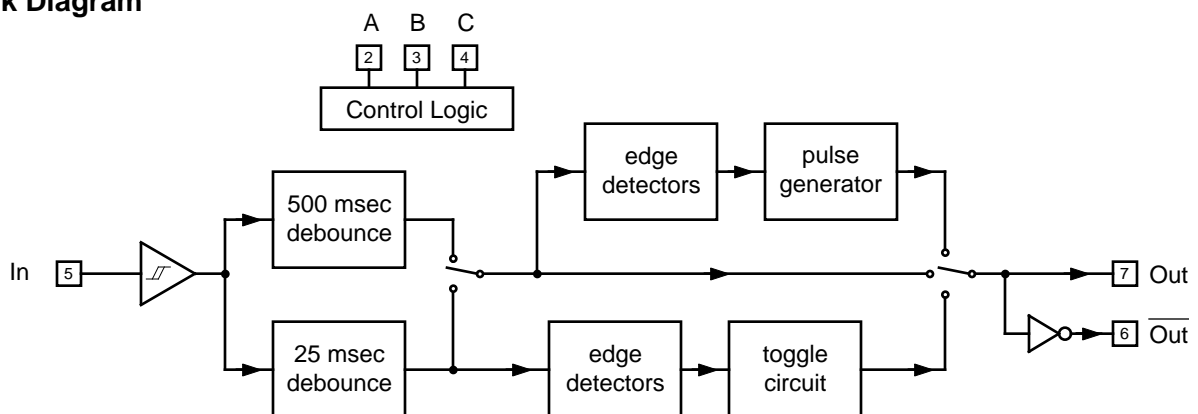 k Diagram
A B C
2 3 4
Control Logic
edge
detectors
pulse
generator
500 msec
debounce
In 5
7 Out
6 Out
25 msec
debounce
edge
detectors
toggle
circuit